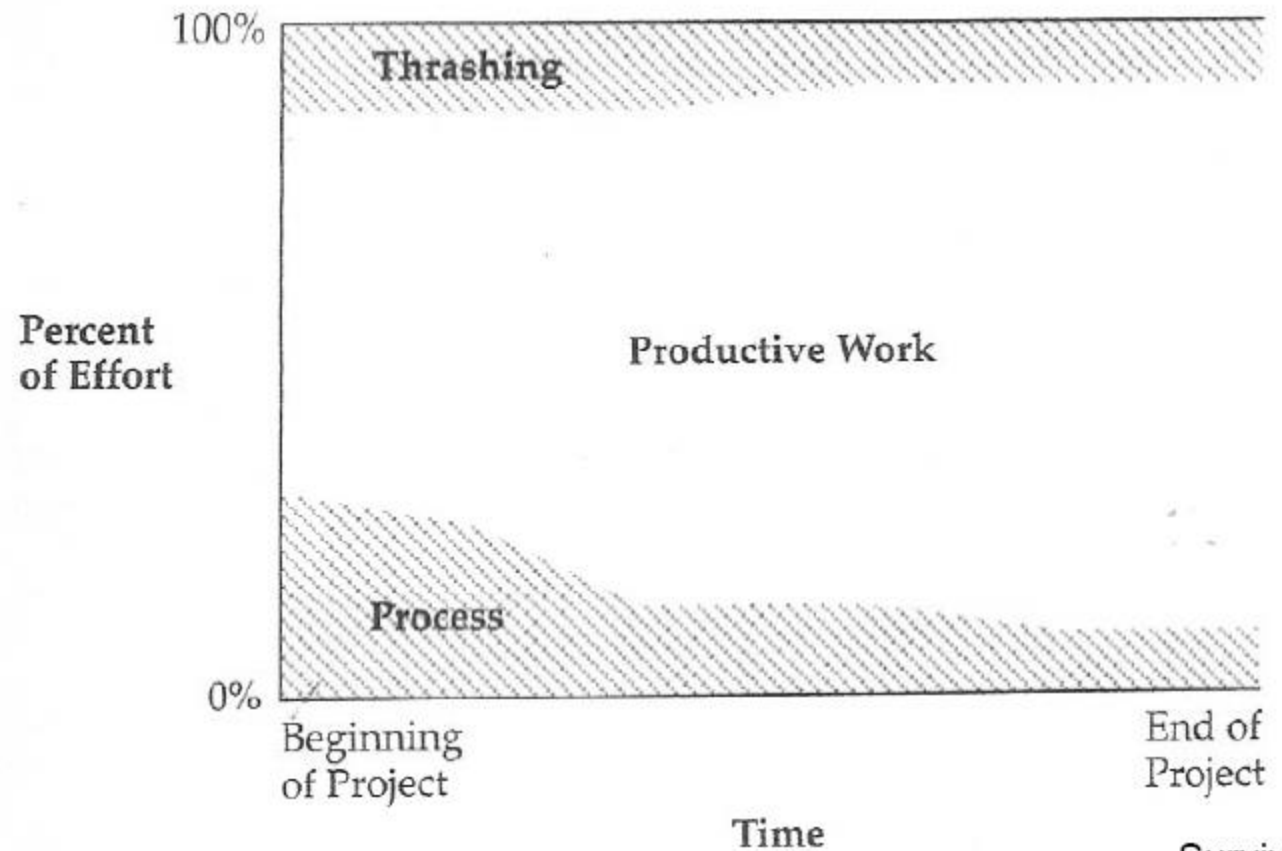 100%
Thrashing
Percent
of Effort
Productive Work
Process
0%
Beginning
of Project
End of
Project
Time